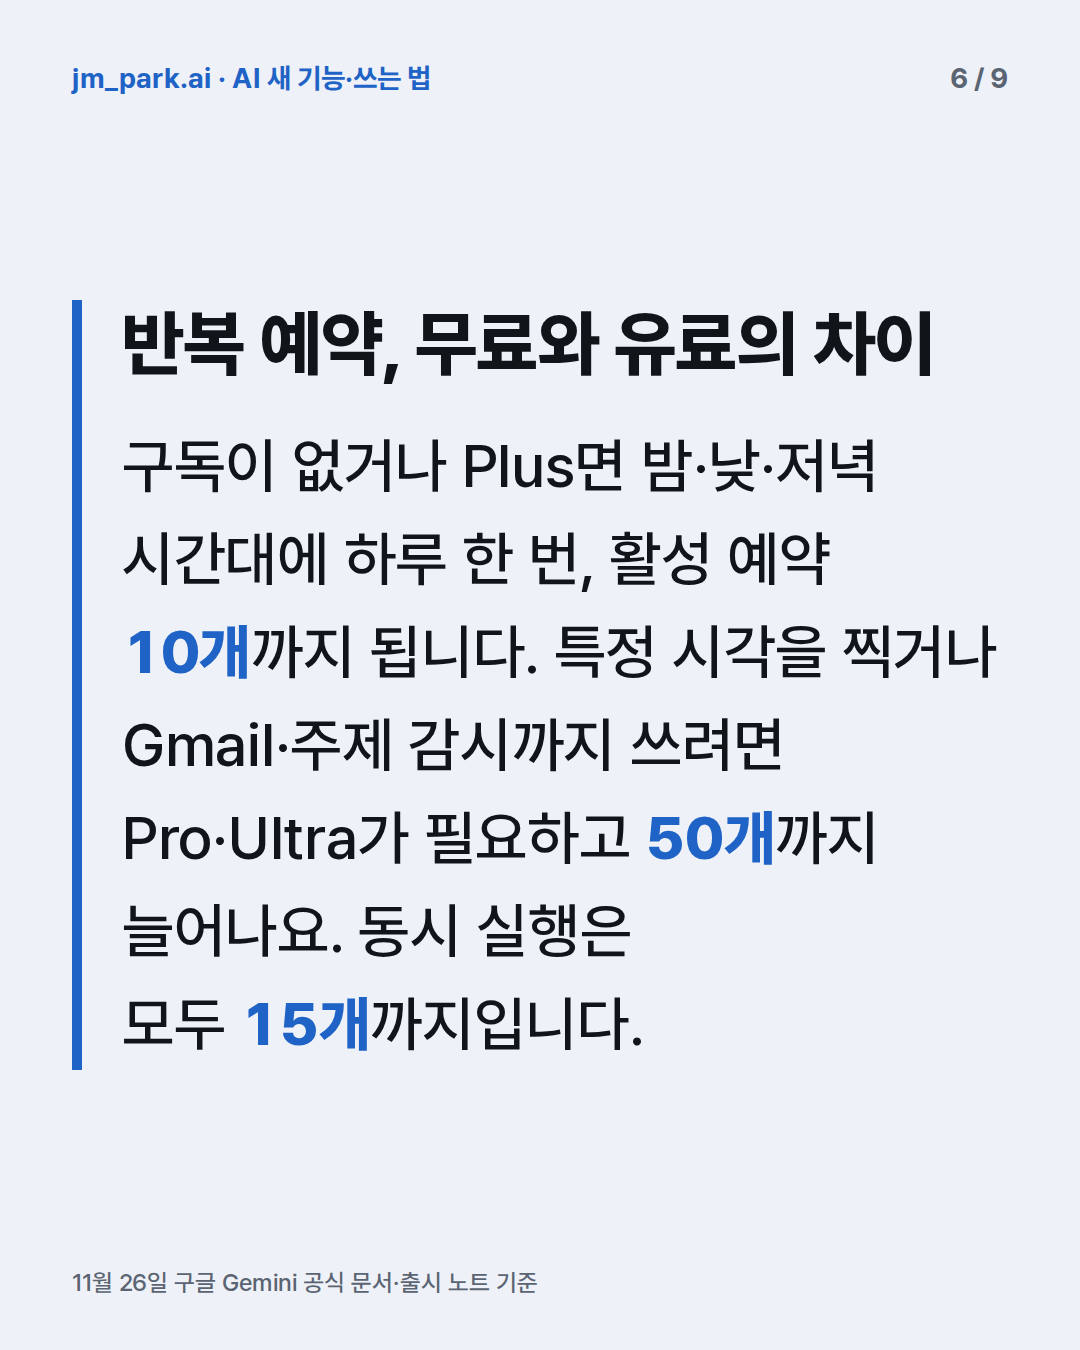 jm_park.ai · AI 새 기능·쓰는 법
6 / 9
반복 예약, 무료와 유료의 차이
구독이 없거나 Plus면 밤·낮·저녁
시간대에 하루 한 번, 활성 예약
10개까지 됩니다. 특정 시각을 찍거나
Gmail·주제 감시까지 쓰려면
Pro·Ultra가 필요하고 50개까지
늘어나요. 동시 실행은
모두 15개까지입니다.
11월 26일 구글 Gemini 공식 문서·출시 노트 기준